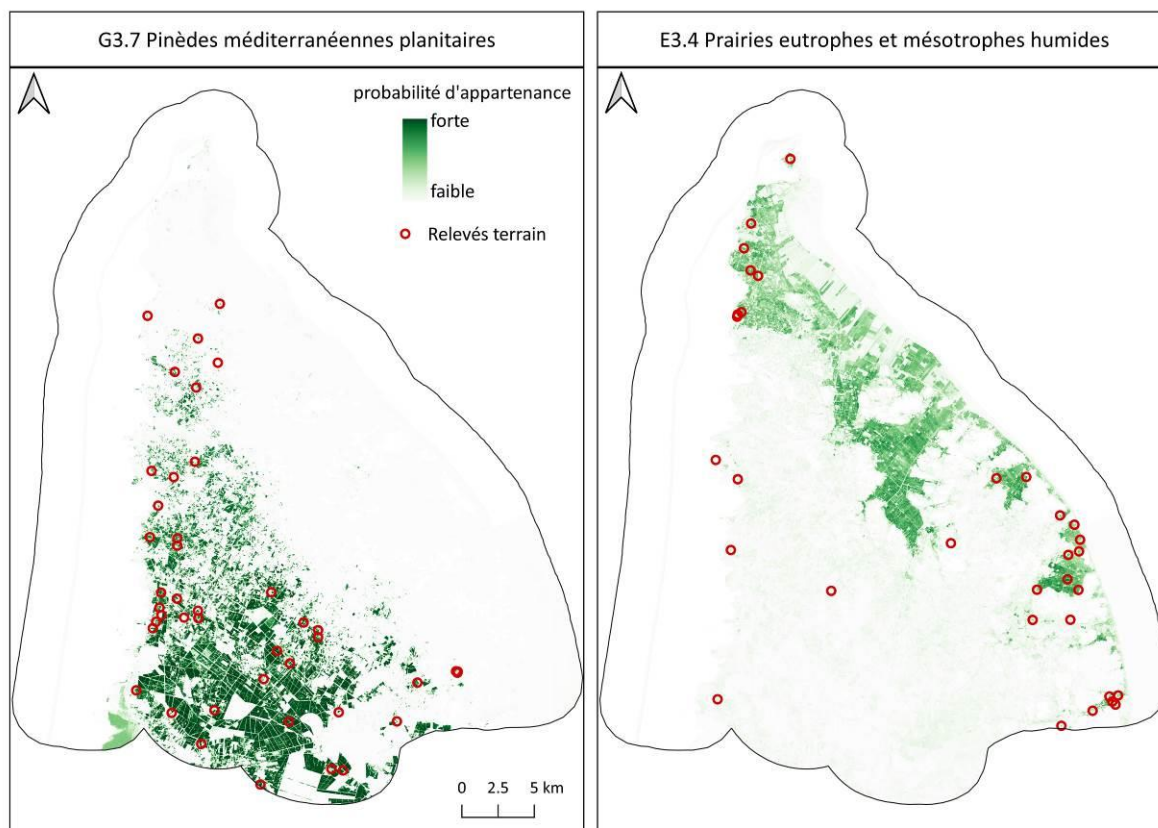 G3.7 Pinèdes méditerranéennes planitaires
E3.4 Prairies eutrophes et mésotrophes humides
probabilité d'appartenance
forte
faible
Relevés terrain
0 2.5 5 km